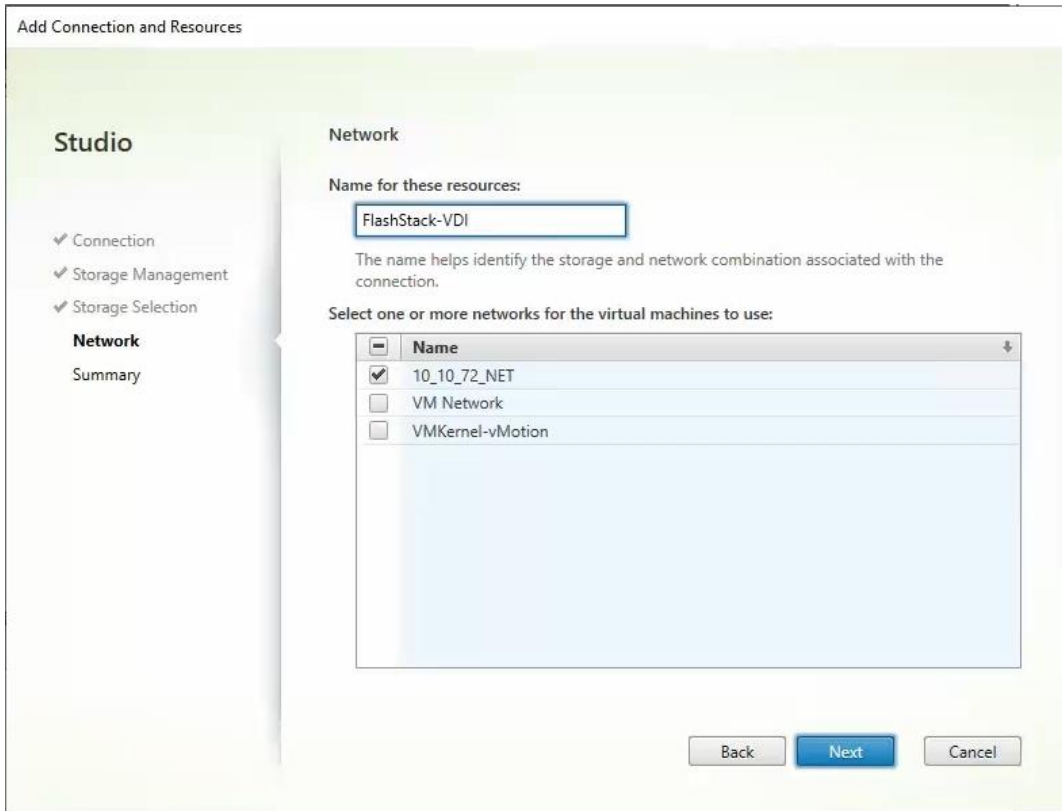 Add Connection and Resources
Studio
Connection
Storage Management
Storage Selection
Network
Summary
Network
Name for these resources:
FlashStack-VDI
The name helps identify the storage and network combination associated with the
connection.
Select one or more networks for the virtual machines to use:
Name
10_10_72_NET
VM Network
VMKernel-vMotion
Back
Next
Cancel